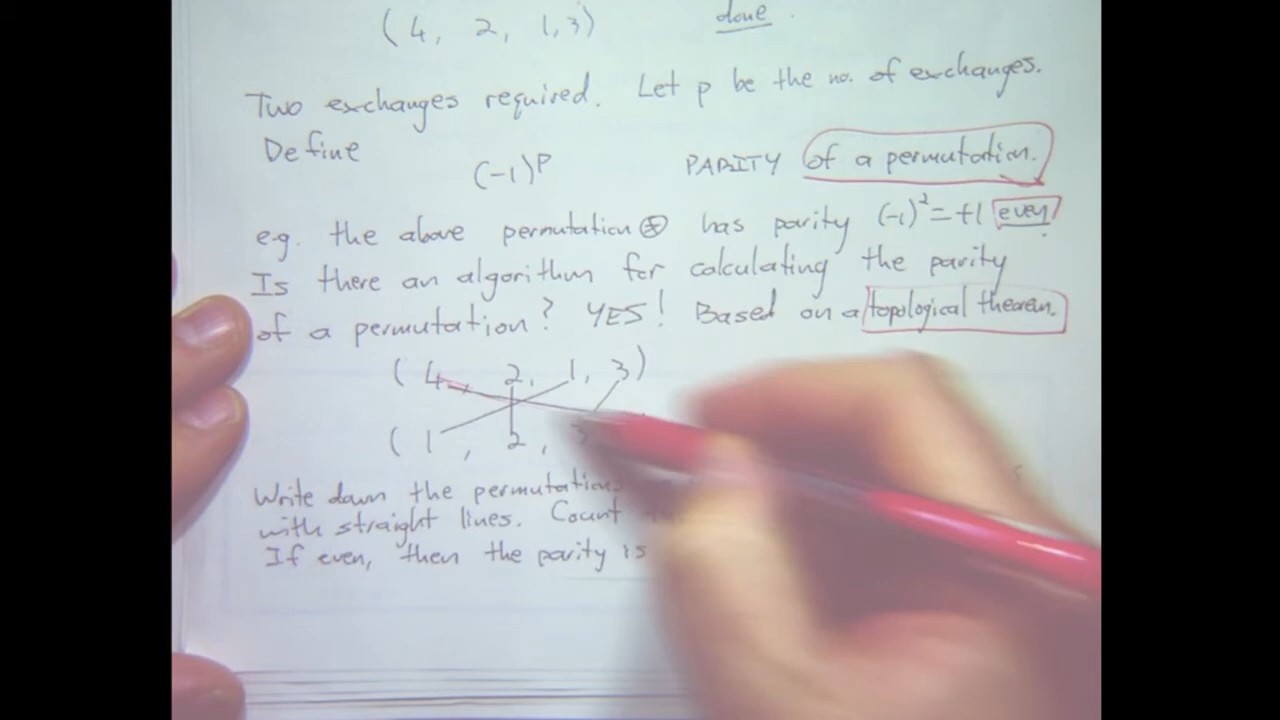 (4, 2, 1, 3) done.
Two exchanges required. Let p be the no. of exchanges.
Define
(-1)^p PARITY of a permutation.
e.g. the above permutation ⊛ has parity (-1)^2 = +1 even.
Is there an algorithm for calculating the parity
of a permutation? YES! Based on a topological theorem.
(4, 2, 1, 3)
(1, 2, 3
Write down the permutations
with straight lines. Count
If even, then the parity is